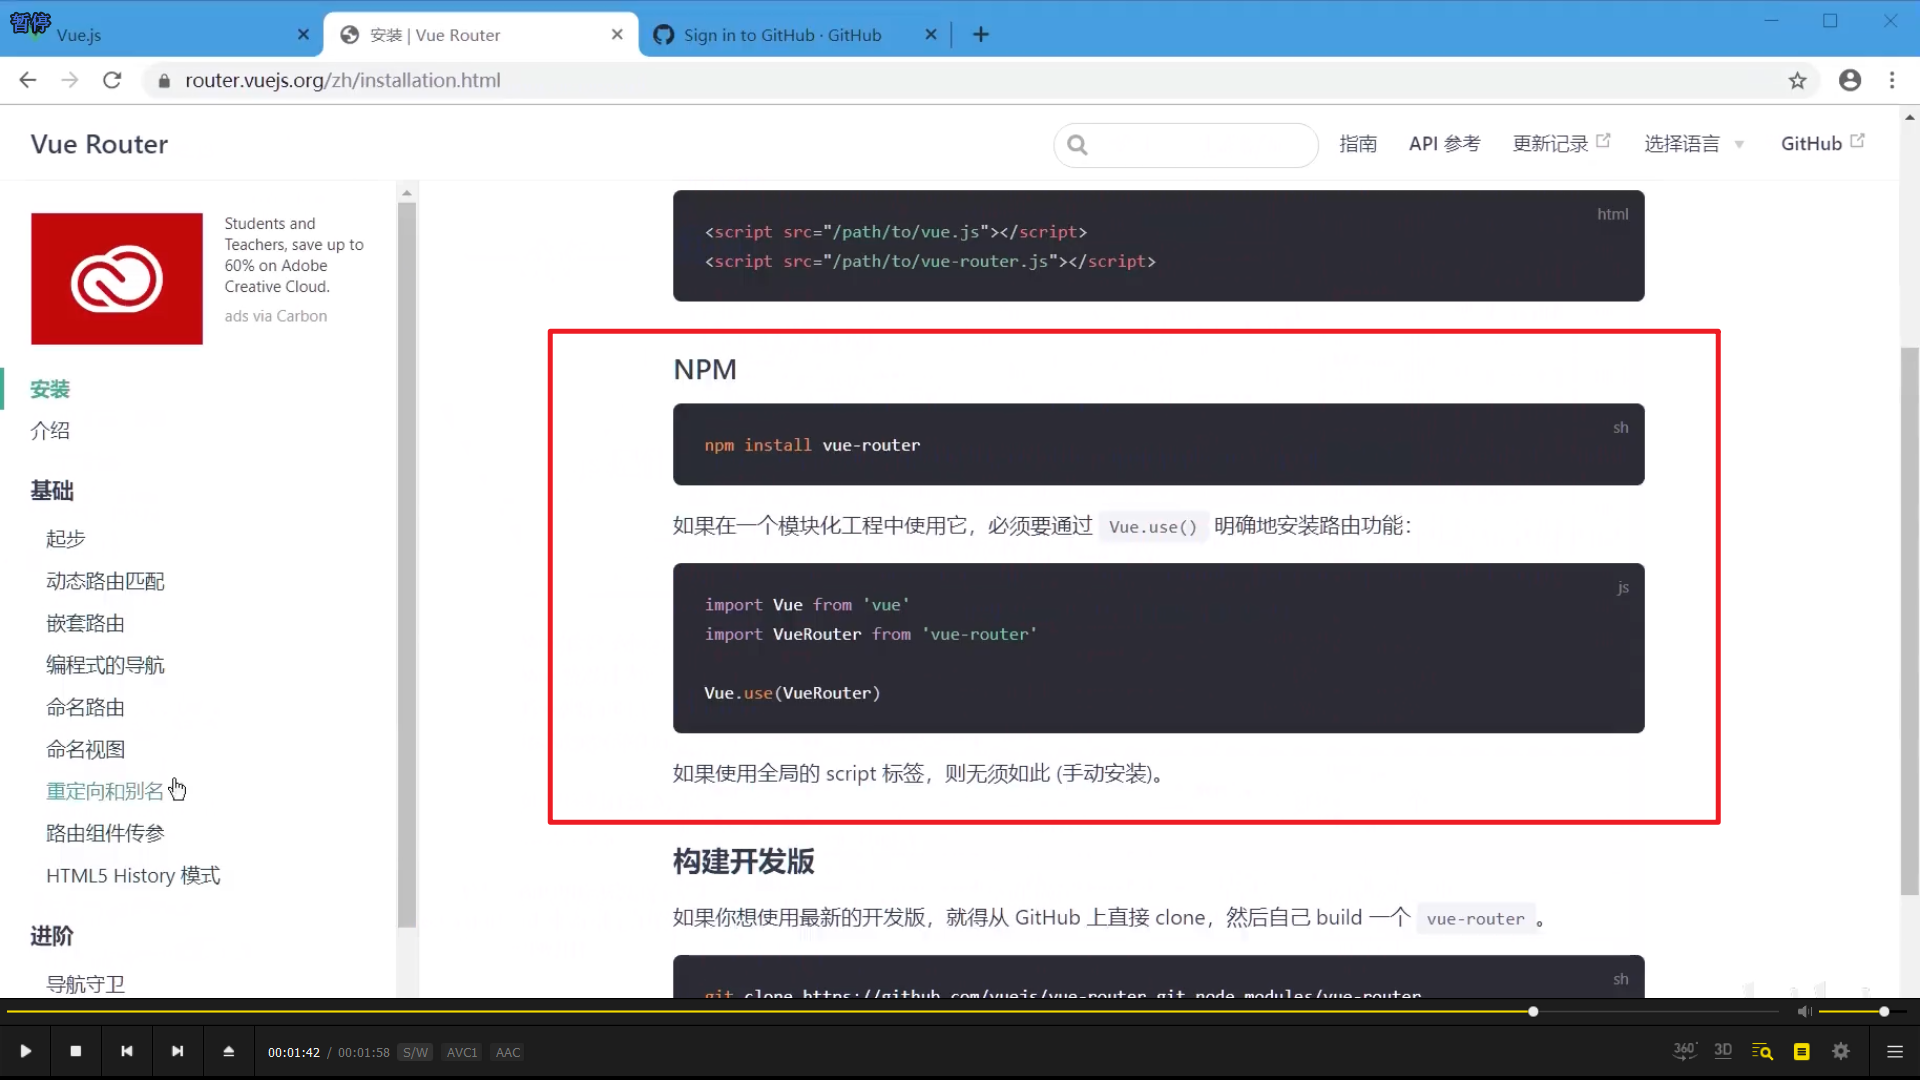 暂停
Vue.js
安装 | Vue Router
Sign in to GitHub · GitHub
router.vuejs.org/zh/installation.html
Vue Router
指南
API 参考
更新记录
选择语言
GitHub
Students and
Teachers, save up to
60% on Adobe
Creative Cloud.
ads via Carbon
安装
介绍
基础
起步
动态路由匹配
嵌套路由
编程式的导航
命名路由
命名视图
重定向和别名
路由组件传参
HTML5 History 模式
进阶
导航守卫
html
<script src="/path/to/vue.js"></script>
<script src="/path/to/vue-router.js"></script>
NPM
sh
npm install vue-router
如果在一个模块化工程中使用它，必须要通过 Vue.use() 明确地安装路由功能：
js
import Vue from 'vue'
import VueRouter from 'vue-router'
Vue.use(VueRouter)
如果使用全局的 script 标签，则无须如此 (手动安装)。
构建开发版
如果你想使用最新的开发版，就得从 GitHub 上直接 clone，然后自己 build 一个 vue-router 。
sh
git clone https://github.com/vuejs/vue-router.git node_modules/vue-router
00:01:42 / 00:01:58 S/W AVC1 AAC
360° 3D